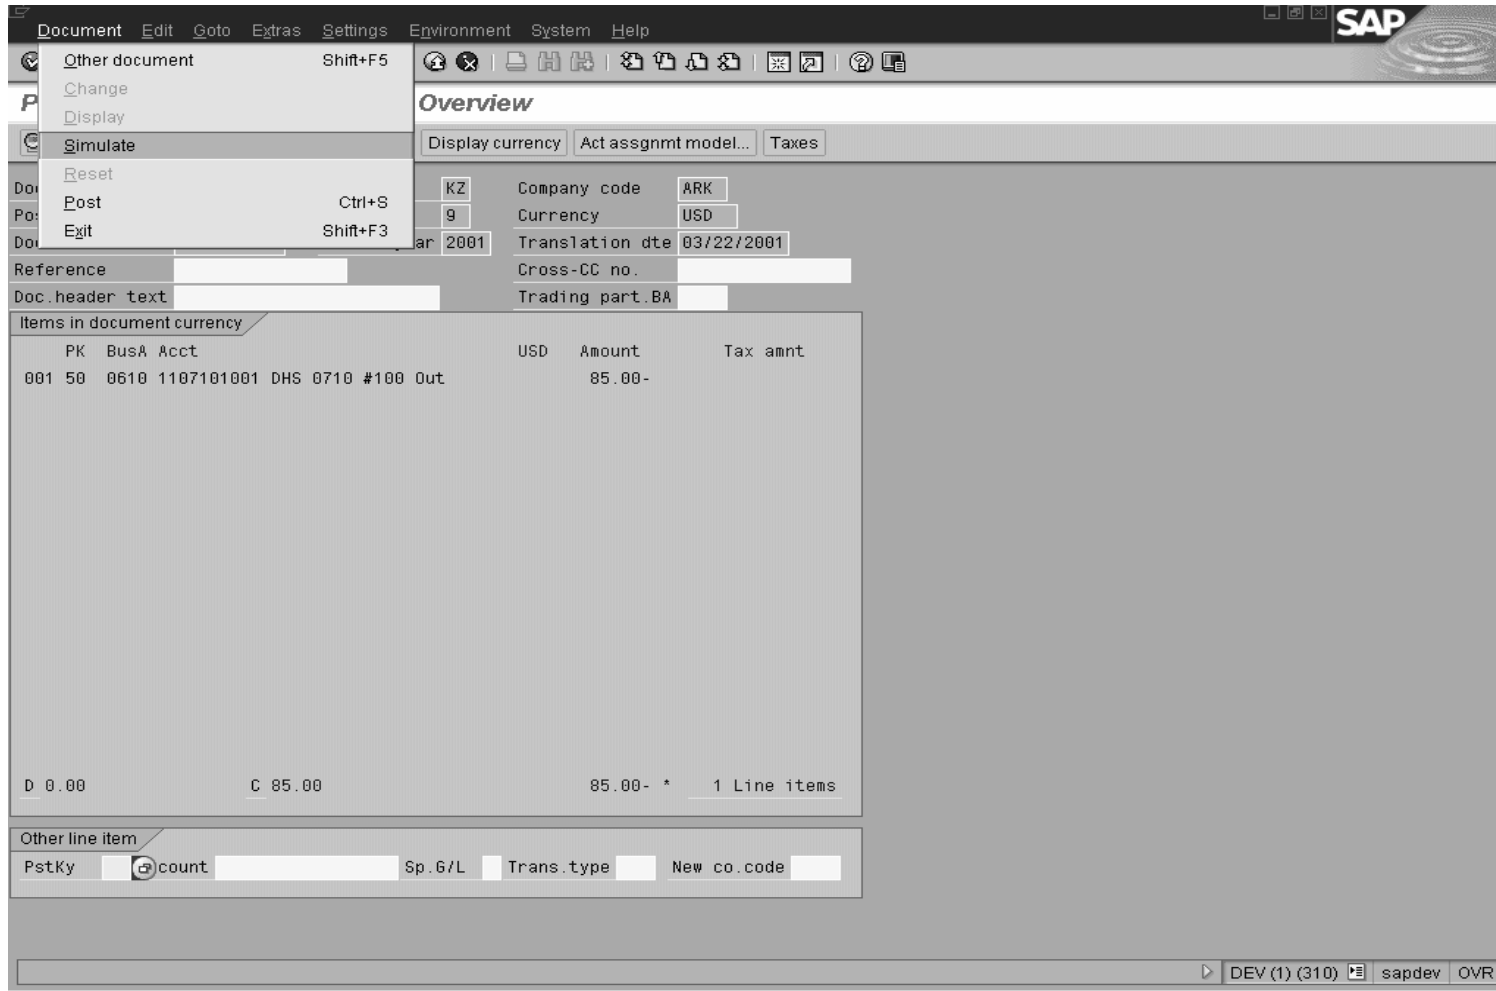 SAP
Document Edit Goto Extras Settings Environment System Help
Other document Shift+F5
Change
Display
Simulate
Reset
Post Ctrl+S
Exit Shift+F3
P Overview
Display currency Act assgnmt model... Taxes
Do KZ Company code ARK
Po 9 Currency USD
Do ar 2001 Translation dte 03/22/2001
Reference Cross-CC no.
Doc.header text Trading part.BA
Items in document currency
PK BusA Acct USD Amount Tax amnt
001 50 0610 1107101001 DHS 0710 #100 Out 85.00-
D 0.00 C 85.00 85.00- * 1 Line items
Other line item
PstKy count Sp.G/L Trans.type New co.code
DEV (1) (310) sapdev OVR